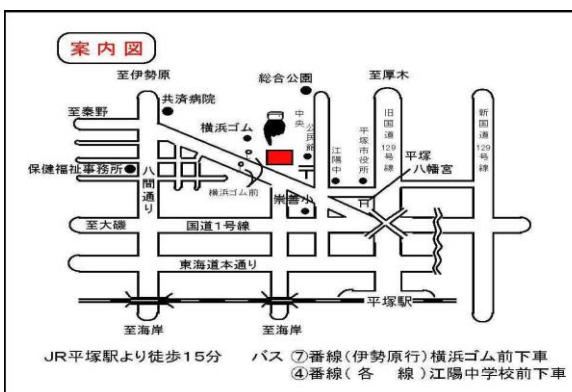 案内図
至伊勢原
総合公園
至厚木
共済病院
至秦野
横浜ゴム
中央公民館
江陽中
平塚市役所
旧国道129号線
新国道129号線
平塚八幡宮
保健福祉事務所
八間通り
横浜ゴム前
崇善小
至大磯
国道1号線
東海道本通り
平塚駅
至海岸
至海岸
JR平塚駅より徒歩15分
バス ⑦番線(伊勢原行)横浜ゴム前下車
④番線(各 線)江陽中学校前下車